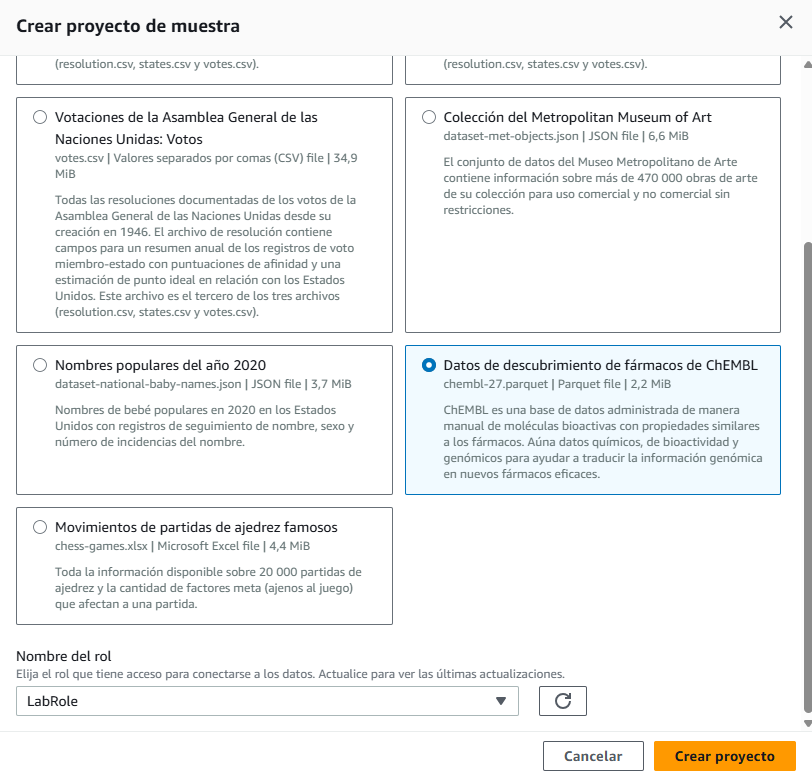 Crear proyecto de muestra
(resolution.csv, states.csv y votes.csv).
(resolution.csv, states.csv y votes.csv).
Votaciones de la Asamblea General de las
Naciones Unidas: Votos
votes.csv | Valores separados por comas (CSV) file | 34,9
MiB
Todas las resoluciones documentadas de los votos de la
Asamblea General de las Naciones Unidas desde su
creación en 1946. El archivo de resolución contiene
campos para un resumen anual de los registros de voto
miembro-estado con puntuaciones de afinidad y una
estimación de punto ideal en relación con los Estados
Unidos. Este archivo es el tercero de los tres archivos
(resolution.csv, states.csv y votes.csv).
Colección del Metropolitan Museum of Art
dataset-met-objects.json | JSON file | 6,6 MiB
El conjunto de datos del Museo Metropolitano de Arte
contiene información sobre más de 470 000 obras de arte
de su colección para uso comercial y no comercial sin
restricciones.
Nombres populares del año 2020
dataset-national-baby-names.json | JSON file | 3,7 MiB
Nombres de bebé populares en 2020 en los Estados
Unidos con registros de seguimiento de nombre, sexo y
número de incidencias del nombre.
Datos de descubrimiento de fármacos de ChEMBL
chembl-27.parquet | Parquet file | 2,2 MiB
ChEMBL es una base de datos administrada de manera
manual de moléculas bioactivas con propiedades similares
a los fármacos. Aúna datos químicos, de bioactividad y
genómicos para ayudar a traducir la información genómica
en nuevos fármacos eficaces.
Movimientos de partidas de ajedrez famosos
chess-games.xlsx | Microsoft Excel file | 4,4 MiB
Toda la información disponible sobre 20 000 partidas de
ajedrez y la cantidad de factores meta (ajenos al juego)
que afectan a una partida.
Nombre del rol
Elija el rol que tiene acceso para conectarse a los datos. Actualice para ver las últimas actualizaciones.
LabRole
Cancelar
Crear proyecto